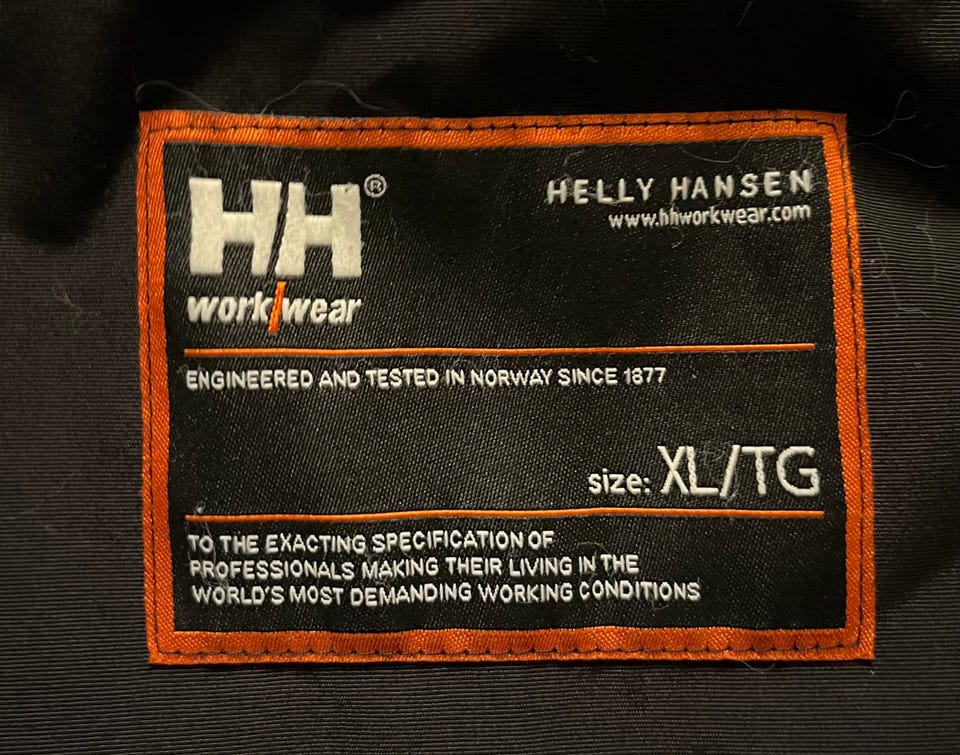 HH®
work/wear
HELLY HANSEN
www.hhworkwear.com
ENGINEERED AND TESTED IN NORWAY SINCE 1877
size: XL/TG
TO THE EXACTING SPECIFICATION OF
PROFESSIONALS MAKING THEIR LIVING IN THE
WORLD'S MOST DEMANDING WORKING CONDITIONS